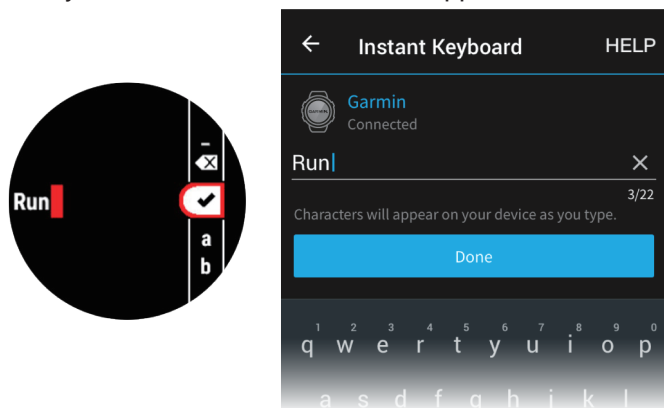 Run
_
a
b
Instant Keyboard HELP
Garmin
Connected
Run
3/22
Characters will appear on your device as you type.
Done
1 2 3 4 5 6 7 8 9 0
q w e r t y u i o p
a s d f g h j k l